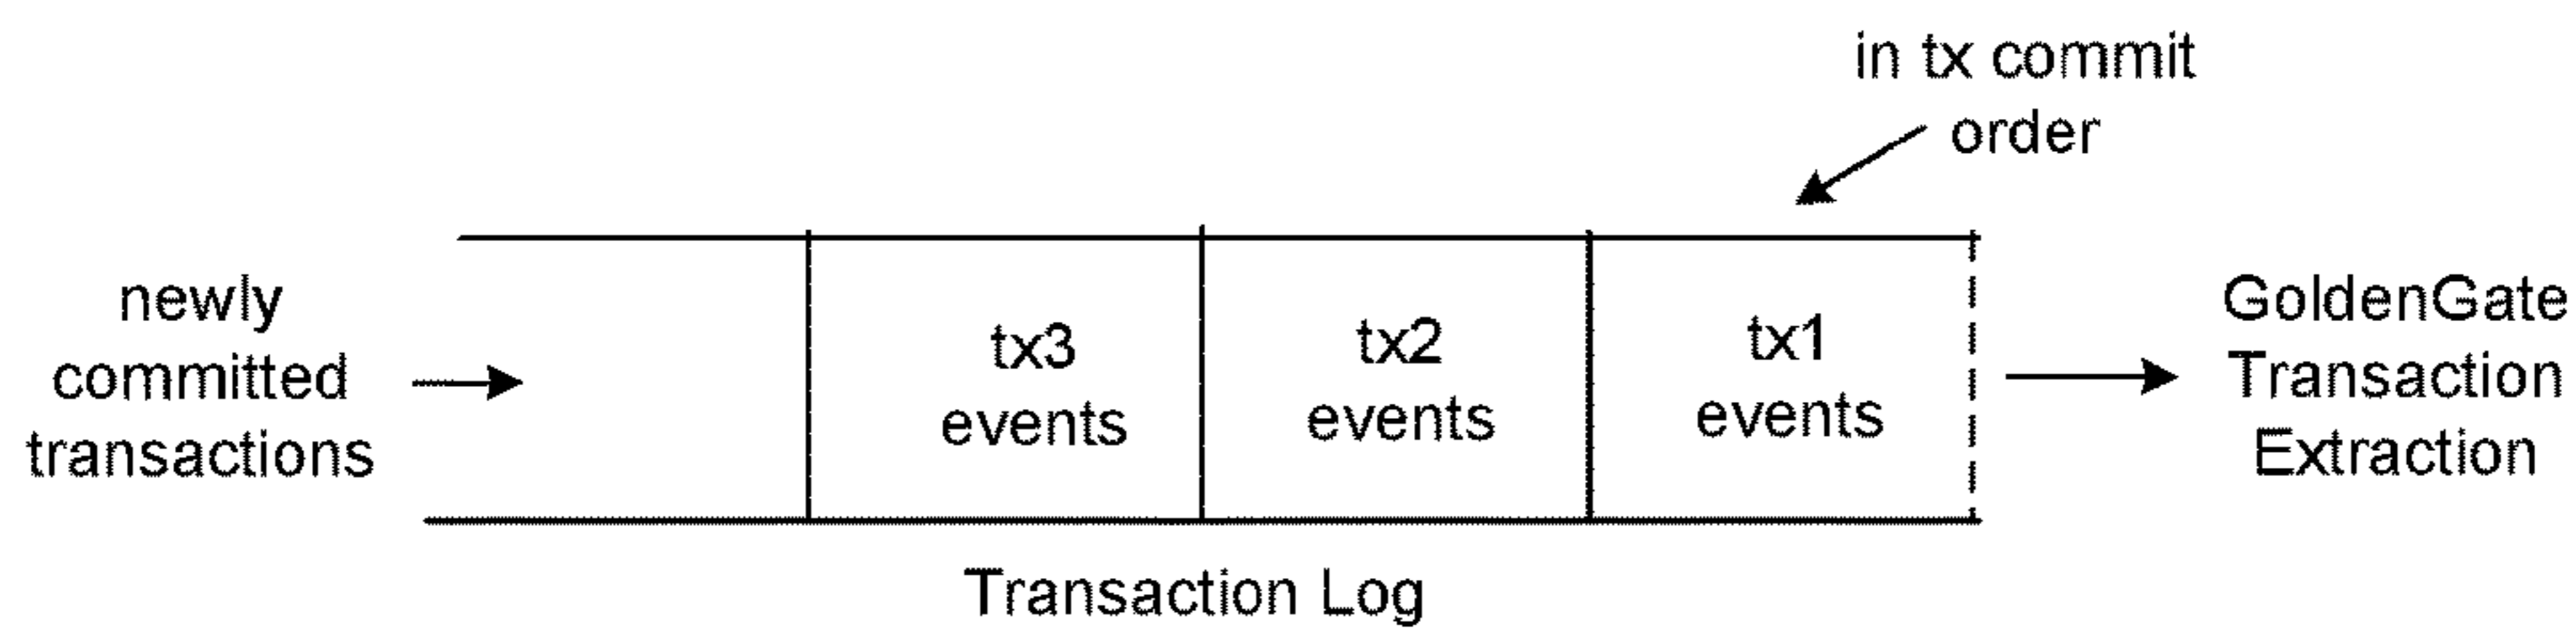 in tx commit
order
newly
committed
transactions
tx3
events
tx2
events
tx1
events
GoldenGate
Transaction
Extraction
Transaction Log